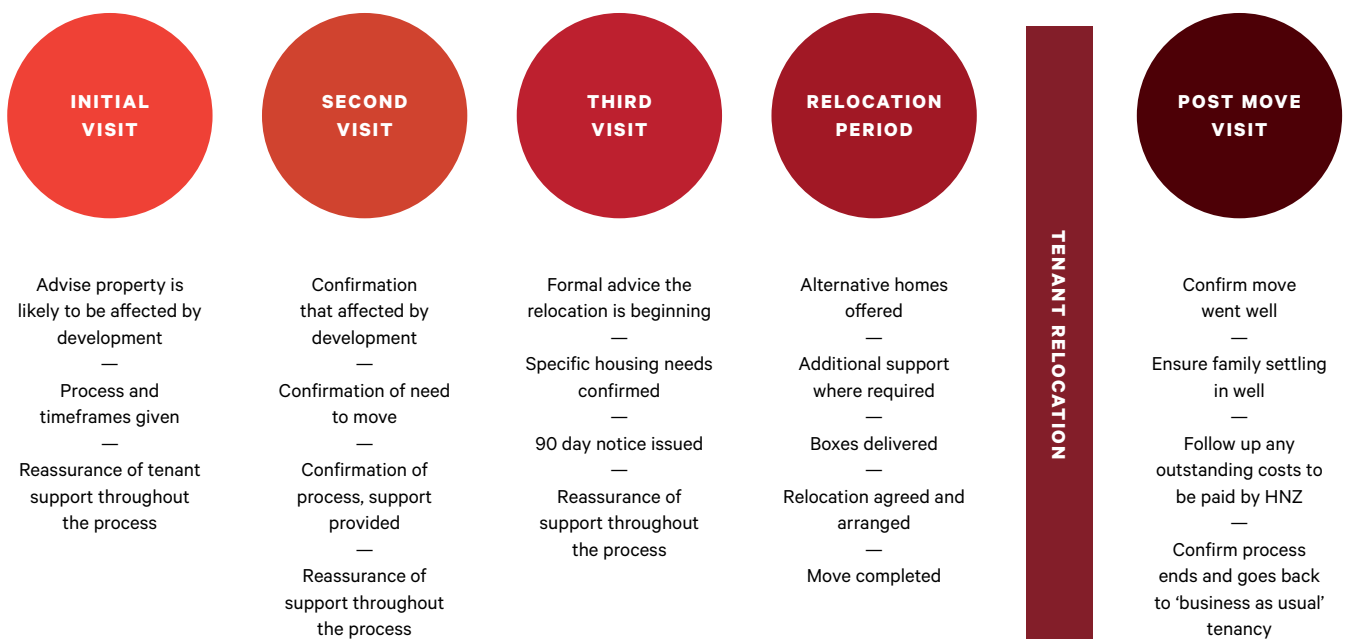 INITIAL
VISIT
Advise property is
likely to be affected by
development
—
Process and
timeframes given
—
Reassurance of tenant
support throughout
the process
SECOND
VISIT
Confirmation
that affected by
development
—
Confirmation of need
to move
—
Confirmation of
process, support
provided
—
Reassurance of
support throughout
the process
THIRD
VISIT
Formal advice the
relocation is beginning
—
Specific housing needs
confirmed
—
90 day notice issued
—
Reassurance of
support throughout
the process
RELOCATION
PERIOD
Alternative homes
offered
—
Additional support
where required
—
Boxes delivered
—
Relocation agreed and
arranged
—
Move completed
TENANT RELOCATION
POST MOVE
VISIT
Confirm move
went well
—
Ensure family settling
in well
—
Follow up any
outstanding costs to
be paid by HNZ
—
Confirm process
ends and goes back
to ‘business as usual’
tenancy